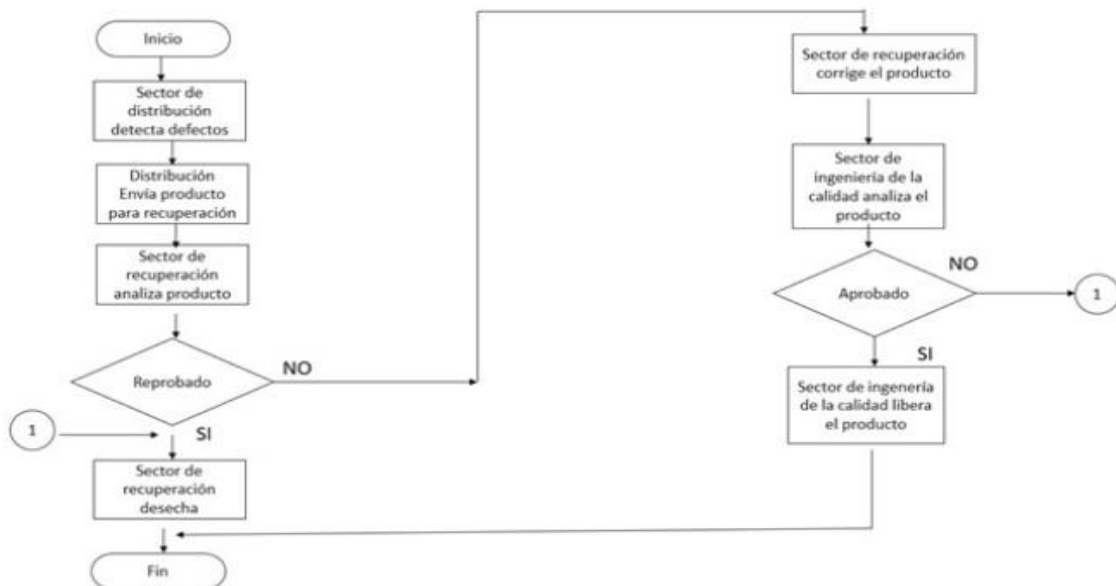 Inicio
Sector de
distribución
detecta defectos
Distribución
Envía producto
para recuperación
Sector de
recuperación
analiza producto
Reprobado
NO
1
SI
Sector de
recuperación
desecha
Fin
Sector de recuperación
corrige el producto
Sector de
ingeniería de la
calidad analiza el
producto
Aprobado
NO
1
SI
Sector de ingenería
de la calidad libera
el producto